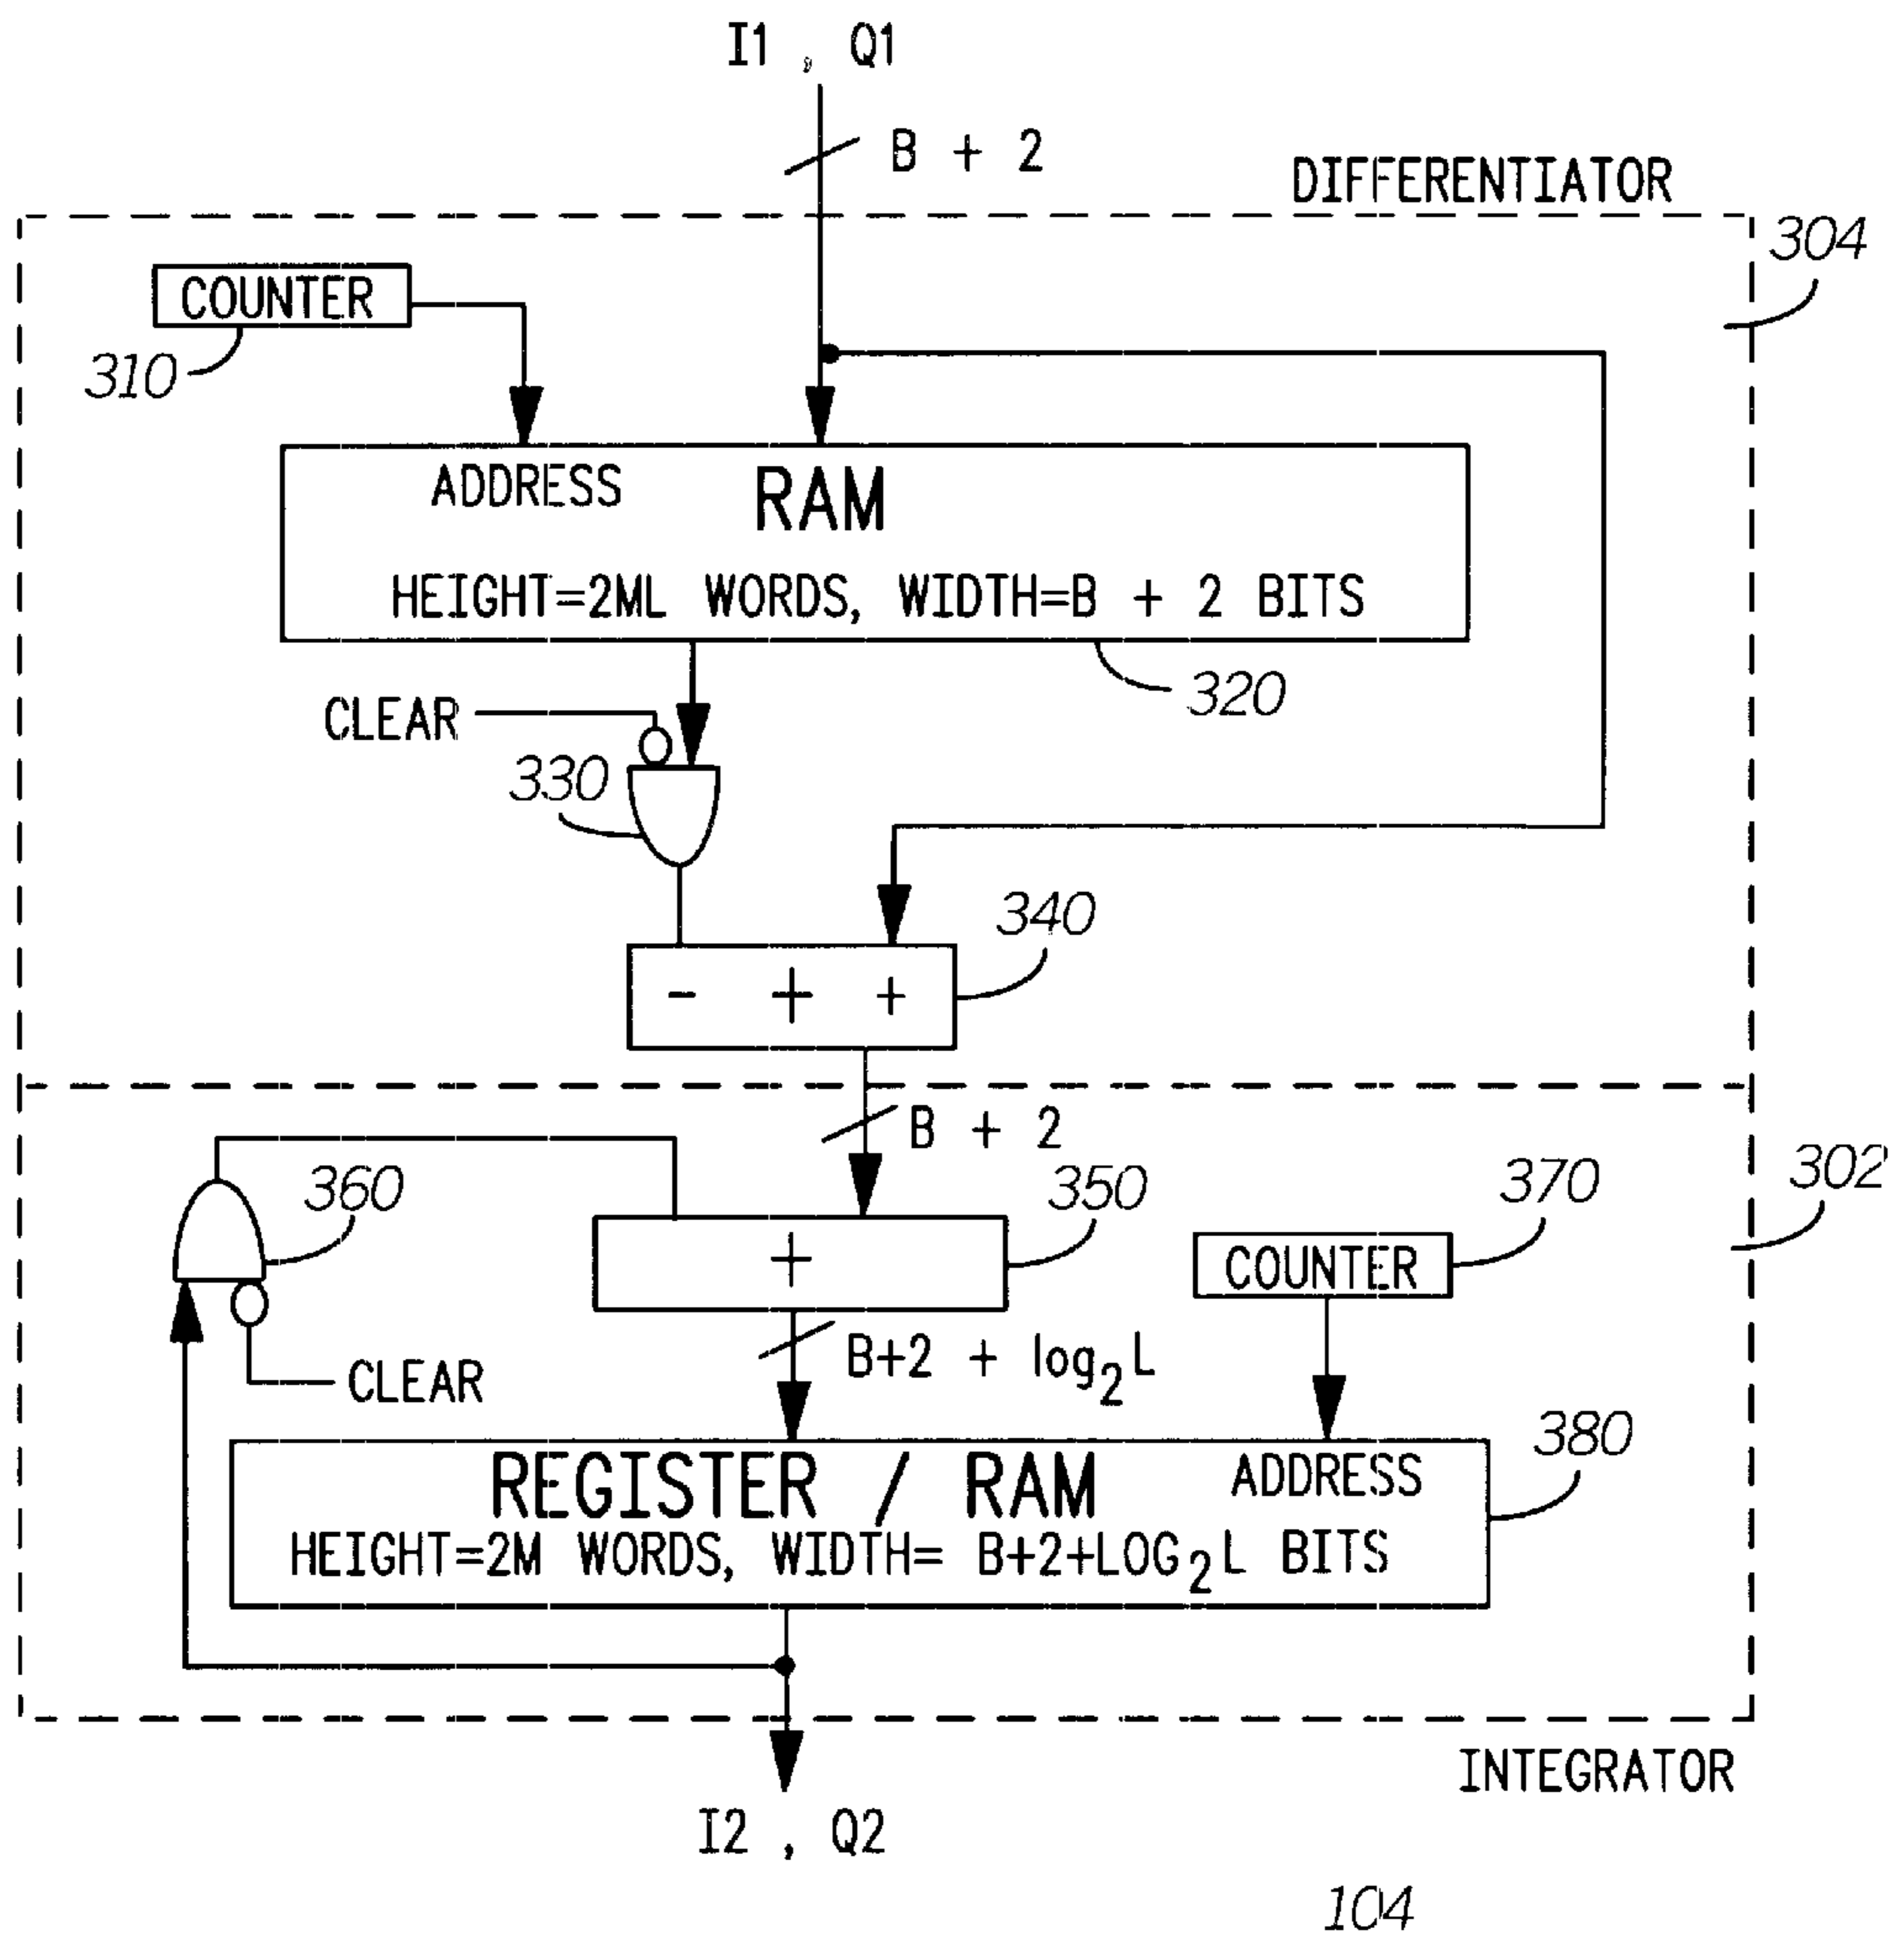 I1 , Q1
B + 2
DIFFERENTIATOR
304
COUNTER
310
ADDRESS RAM
HEIGHT=2ML WORDS, WIDTH=B + 2 BITS
320
CLEAR
330
340
- + +
B + 2
302
360
350
370
+
COUNTER
B+2 + log₂L
CLEAR
380
REGISTER / RAM ADDRESS
HEIGHT=2M WORDS, WIDTH= B+2+LOG₂L BITS
INTEGRATOR
I2 , Q2
104